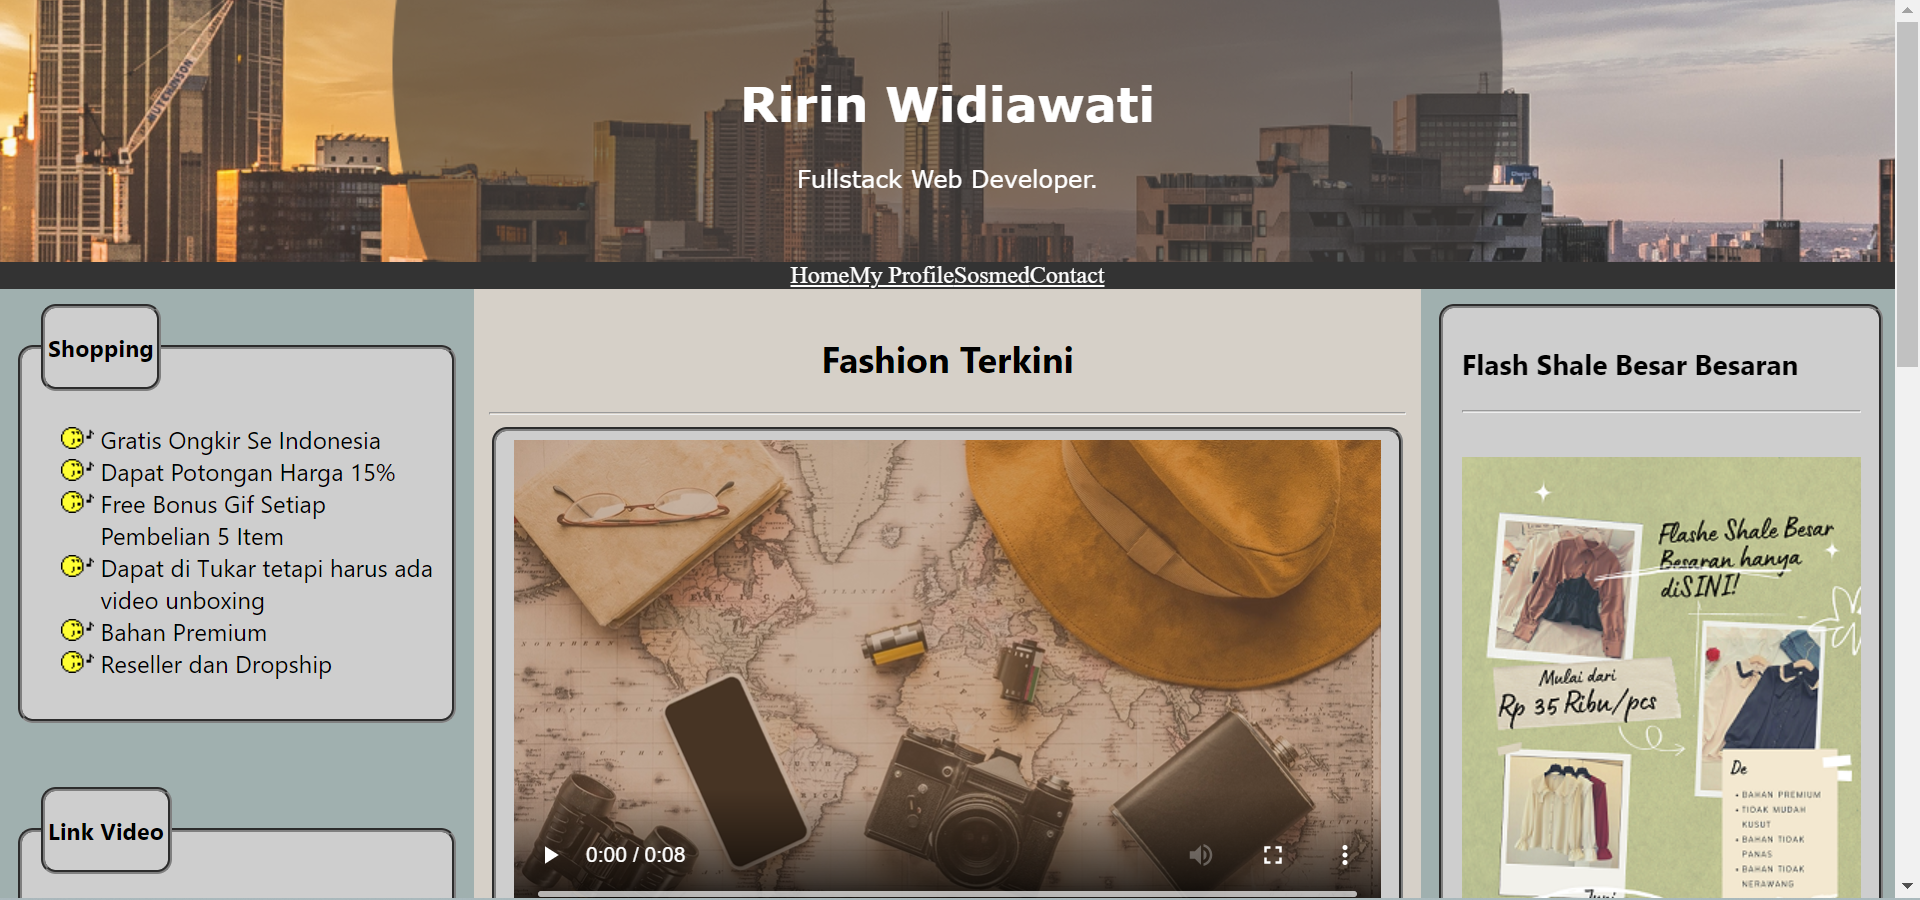 HUTCHINSON
Ririn Widiawati
Fullstack Web Developer.
HomeMy ProfileSosmedContact
Shopping
Gratis Ongkir Se Indonesia
Dapat Potongan Harga 15%
Free Bonus Gif Setiap
Pembelian 5 Item
Dapat di Tukar tetapi harus ada
video unboxing
Bahan Premium
Reseller dan Dropship
Link Video
Fashion Terkini
0:00 / 0:08
Flash Shale Besar Besaran
Flashe Shale Besar
Besaran hanya
diSINI!
Mulai dari
Rp 35 Ribu/pcs
De
• BAHAN PREMIUM
• TIDAK MUDAH
KUSUT
• BAHAN TIDAK
PANAS
• BAHAN TIDAK
NERAWANG